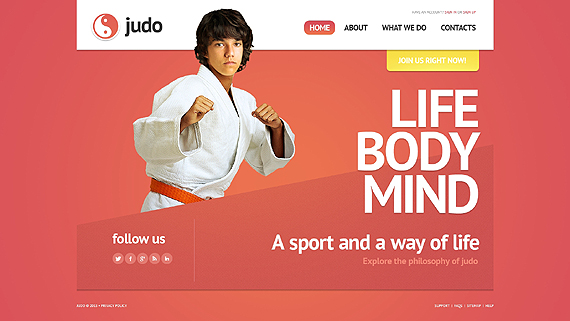 HAVE AN ACCOUNT? SIGN IN OR SIGN UP
judo
HOME ABOUT WHAT WE DO CONTACTS
JOIN US RIGHT NOW!
LIFE
BODY
MIND
A sport and a way of life
Explore the philosophy of judo
follow us
JUDO © 2013 • PRIVACY POLICY
SUPPORT | FAQS | SITEMAP | HELP